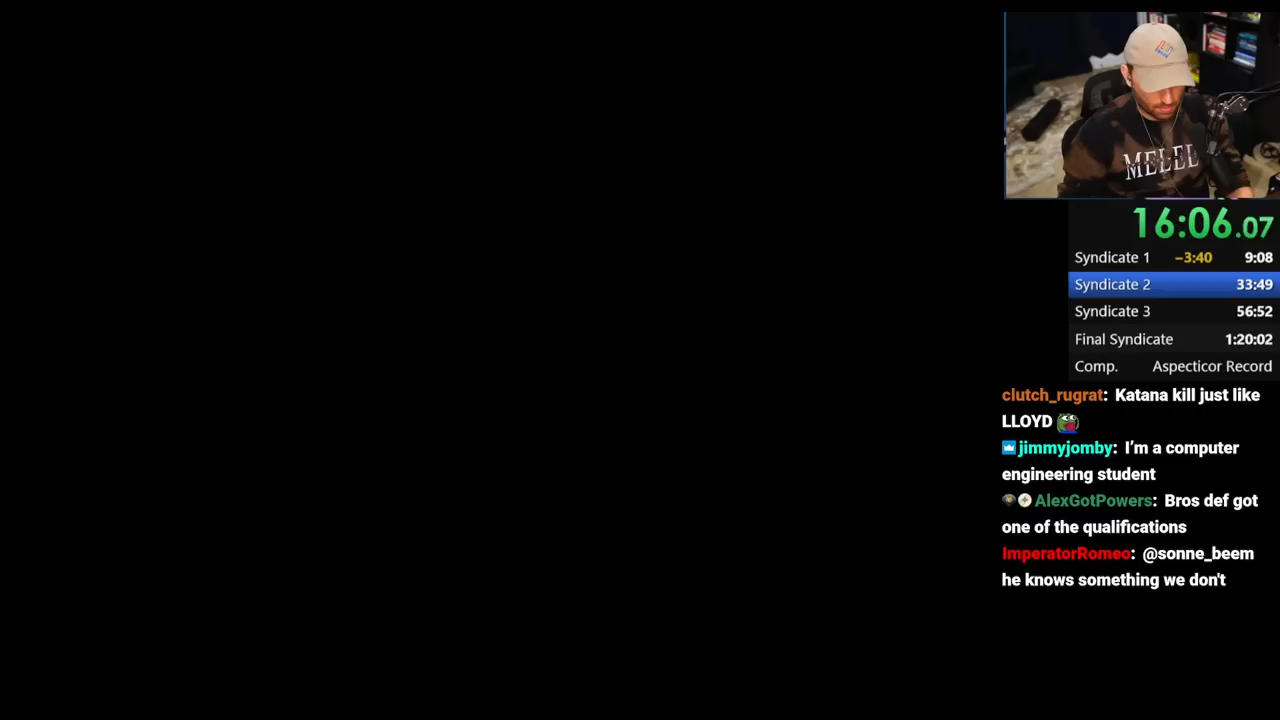 MELEE
16:06.07
Syndicate 1 −3:40 9:08
Syndicate 2 33:49
Syndicate 3 56:52
Final Syndicate 1:20:02
Comp. Aspecticor Record
clutch_rugrat: Katana kill just like
LLOYD
jimmyjomby: I’m a computer
engineering student
AlexGotPowers: Bros def got
one of the qualifications
ImperatorRomeo: @sonne_beem
he knows something we don't